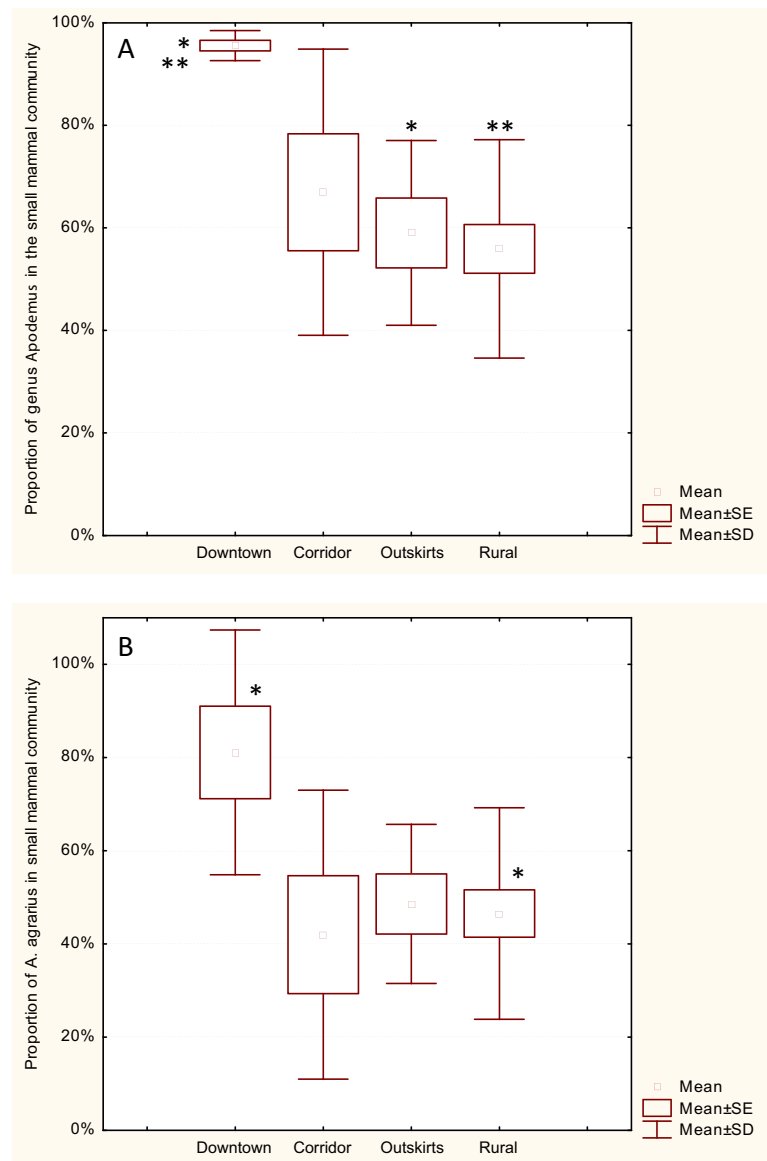 Proportion of genus Apodemus in the small mammal community
A
100%
80%
60%
40%
20%
0%
*
**
*
**
Downtown Corridor Outskirts Rural
Mean
Mean±SE
Mean±SD
Proportion of A. agrarius in small mammal community
B
100%
80%
60%
40%
20%
0%
*
*
Downtown Corridor Outskirts Rural
Mean
Mean±SE
Mean±SD